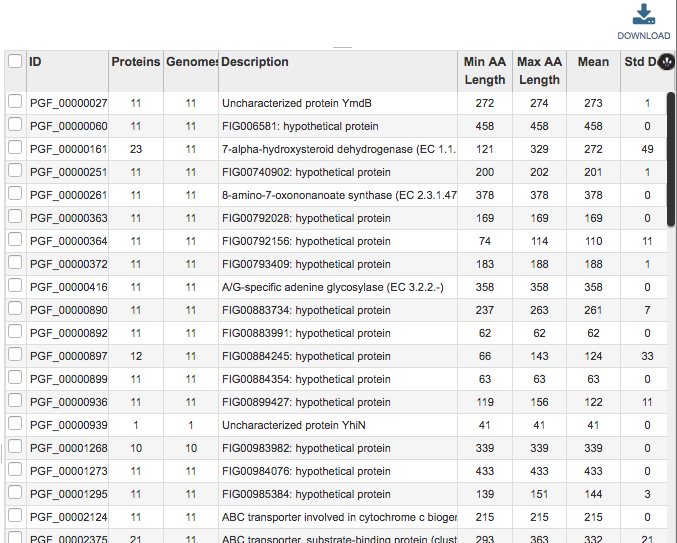 DOWNLOAD
ID Proteins Genomes Description Min AA Length Max AA Length Mean Std D
PGF_00000027 11 11 Uncharacterized protein YmdB 272 274 273 1
PGF_00000060 11 11 FIG006581: hypothetical protein 458 458 458 0
PGF_00000161 23 11 7-alpha-hydroxysteroid dehydrogenase (EC 1.1. 121 329 272 49
PGF_00000251 11 11 FIG00740902: hypothetical protein 200 202 201 1
PGF_00000261 11 11 8-amino-7-oxononanoate synthase (EC 2.3.1.47 378 378 378 0
PGF_00000363 11 11 FIG00792028: hypothetical protein 169 169 169 0
PGF_00000364 11 11 FIG00792156: hypothetical protein 74 114 110 11
PGF_00000372 11 11 FIG00793409: hypothetical protein 183 188 188 1
PGF_00000416 11 11 A/G-specific adenine glycosylase (EC 3.2.2.-) 358 358 358 0
PGF_00000890 11 11 FIG00883734: hypothetical protein 237 263 261 7
PGF_00000892 11 11 FIG00883991: hypothetical protein 62 62 62 0
PGF_00000897 12 11 FIG00884245: hypothetical protein 66 143 124 33
PGF_00000899 11 11 FIG00884354: hypothetical protein 63 63 63 0
PGF_00000936 11 11 FIG00899427: hypothetical protein 119 156 122 11
PGF_00000939 1 1 Uncharacterized protein YhiN 41 41 41 0
PGF_00001268 10 10 FIG00983982: hypothetical protein 339 339 339 0
PGF_00001273 11 11 FIG00984076: hypothetical protein 433 433 433 0
PGF_00001295 11 11 FIG00985384: hypothetical protein 139 151 144 3
PGF_00002124 11 11 ABC transporter involved in cytochrome c bioger 215 215 215 0
PGF_00002375 21 11 ABC transporter, substrate-binding protein (clust 293 363 332 21